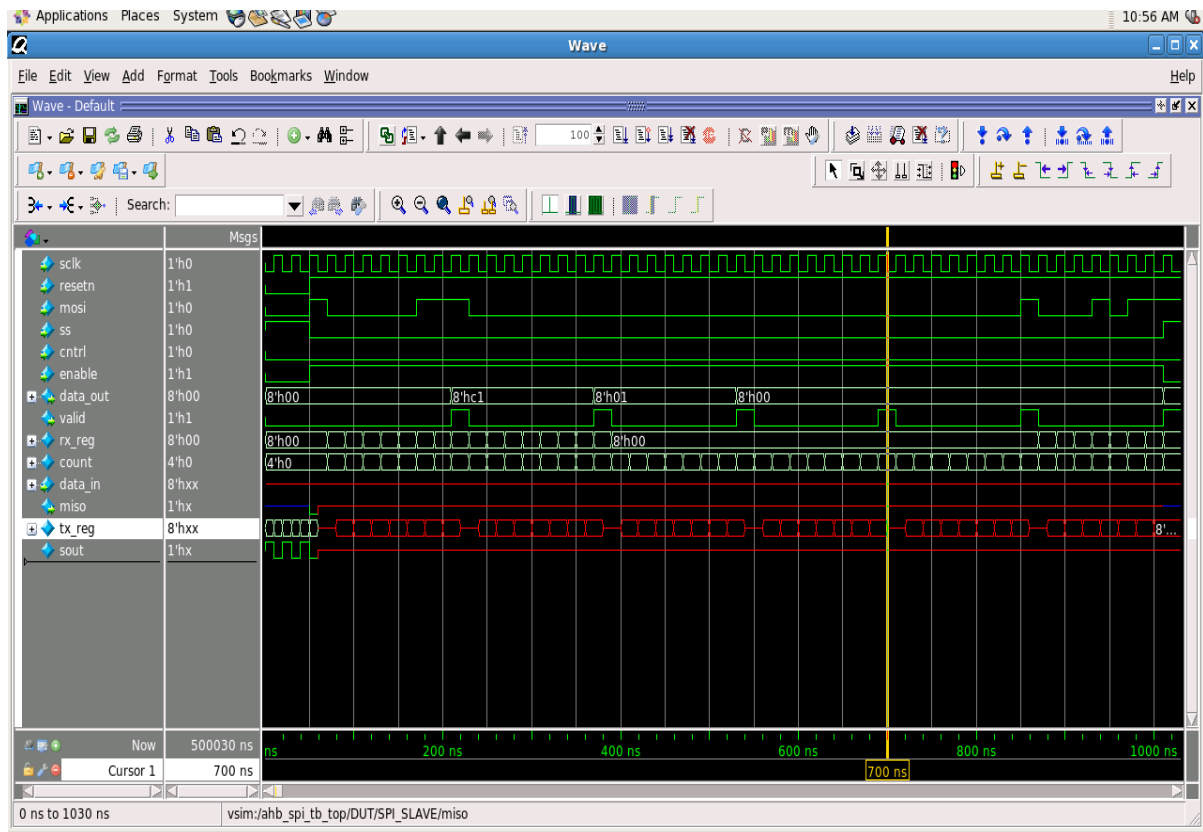 Applications Places System 10:56 AM
Wave
File Edit View Add Format Tools Bookmarks Window Help
Wave - Default
100
Search:
Msgs
sclk 1'h0
resetn 1'h1
mosi 1'h0
ss 1'h0
cntrl 1'h0
enable 1'h1
data_out 8'h00 8'h00 8'hc1 8'h01 8'h00
valid 1'h1
rx_reg 8'h00 8'h00 8'h00
count 4'h0 4'h0
data_in 8'hxx
miso 1'hx
tx_reg 8'hxx 8'...
sout 1'hx
Now 500030 ns ns 200 ns 400 ns 600 ns 800 ns 1000 ns
Cursor 1 700 ns 700 ns
0 ns to 1030 ns vsim:/ahb_spi_tb_top/DUT/SPI_SLAVE/miso